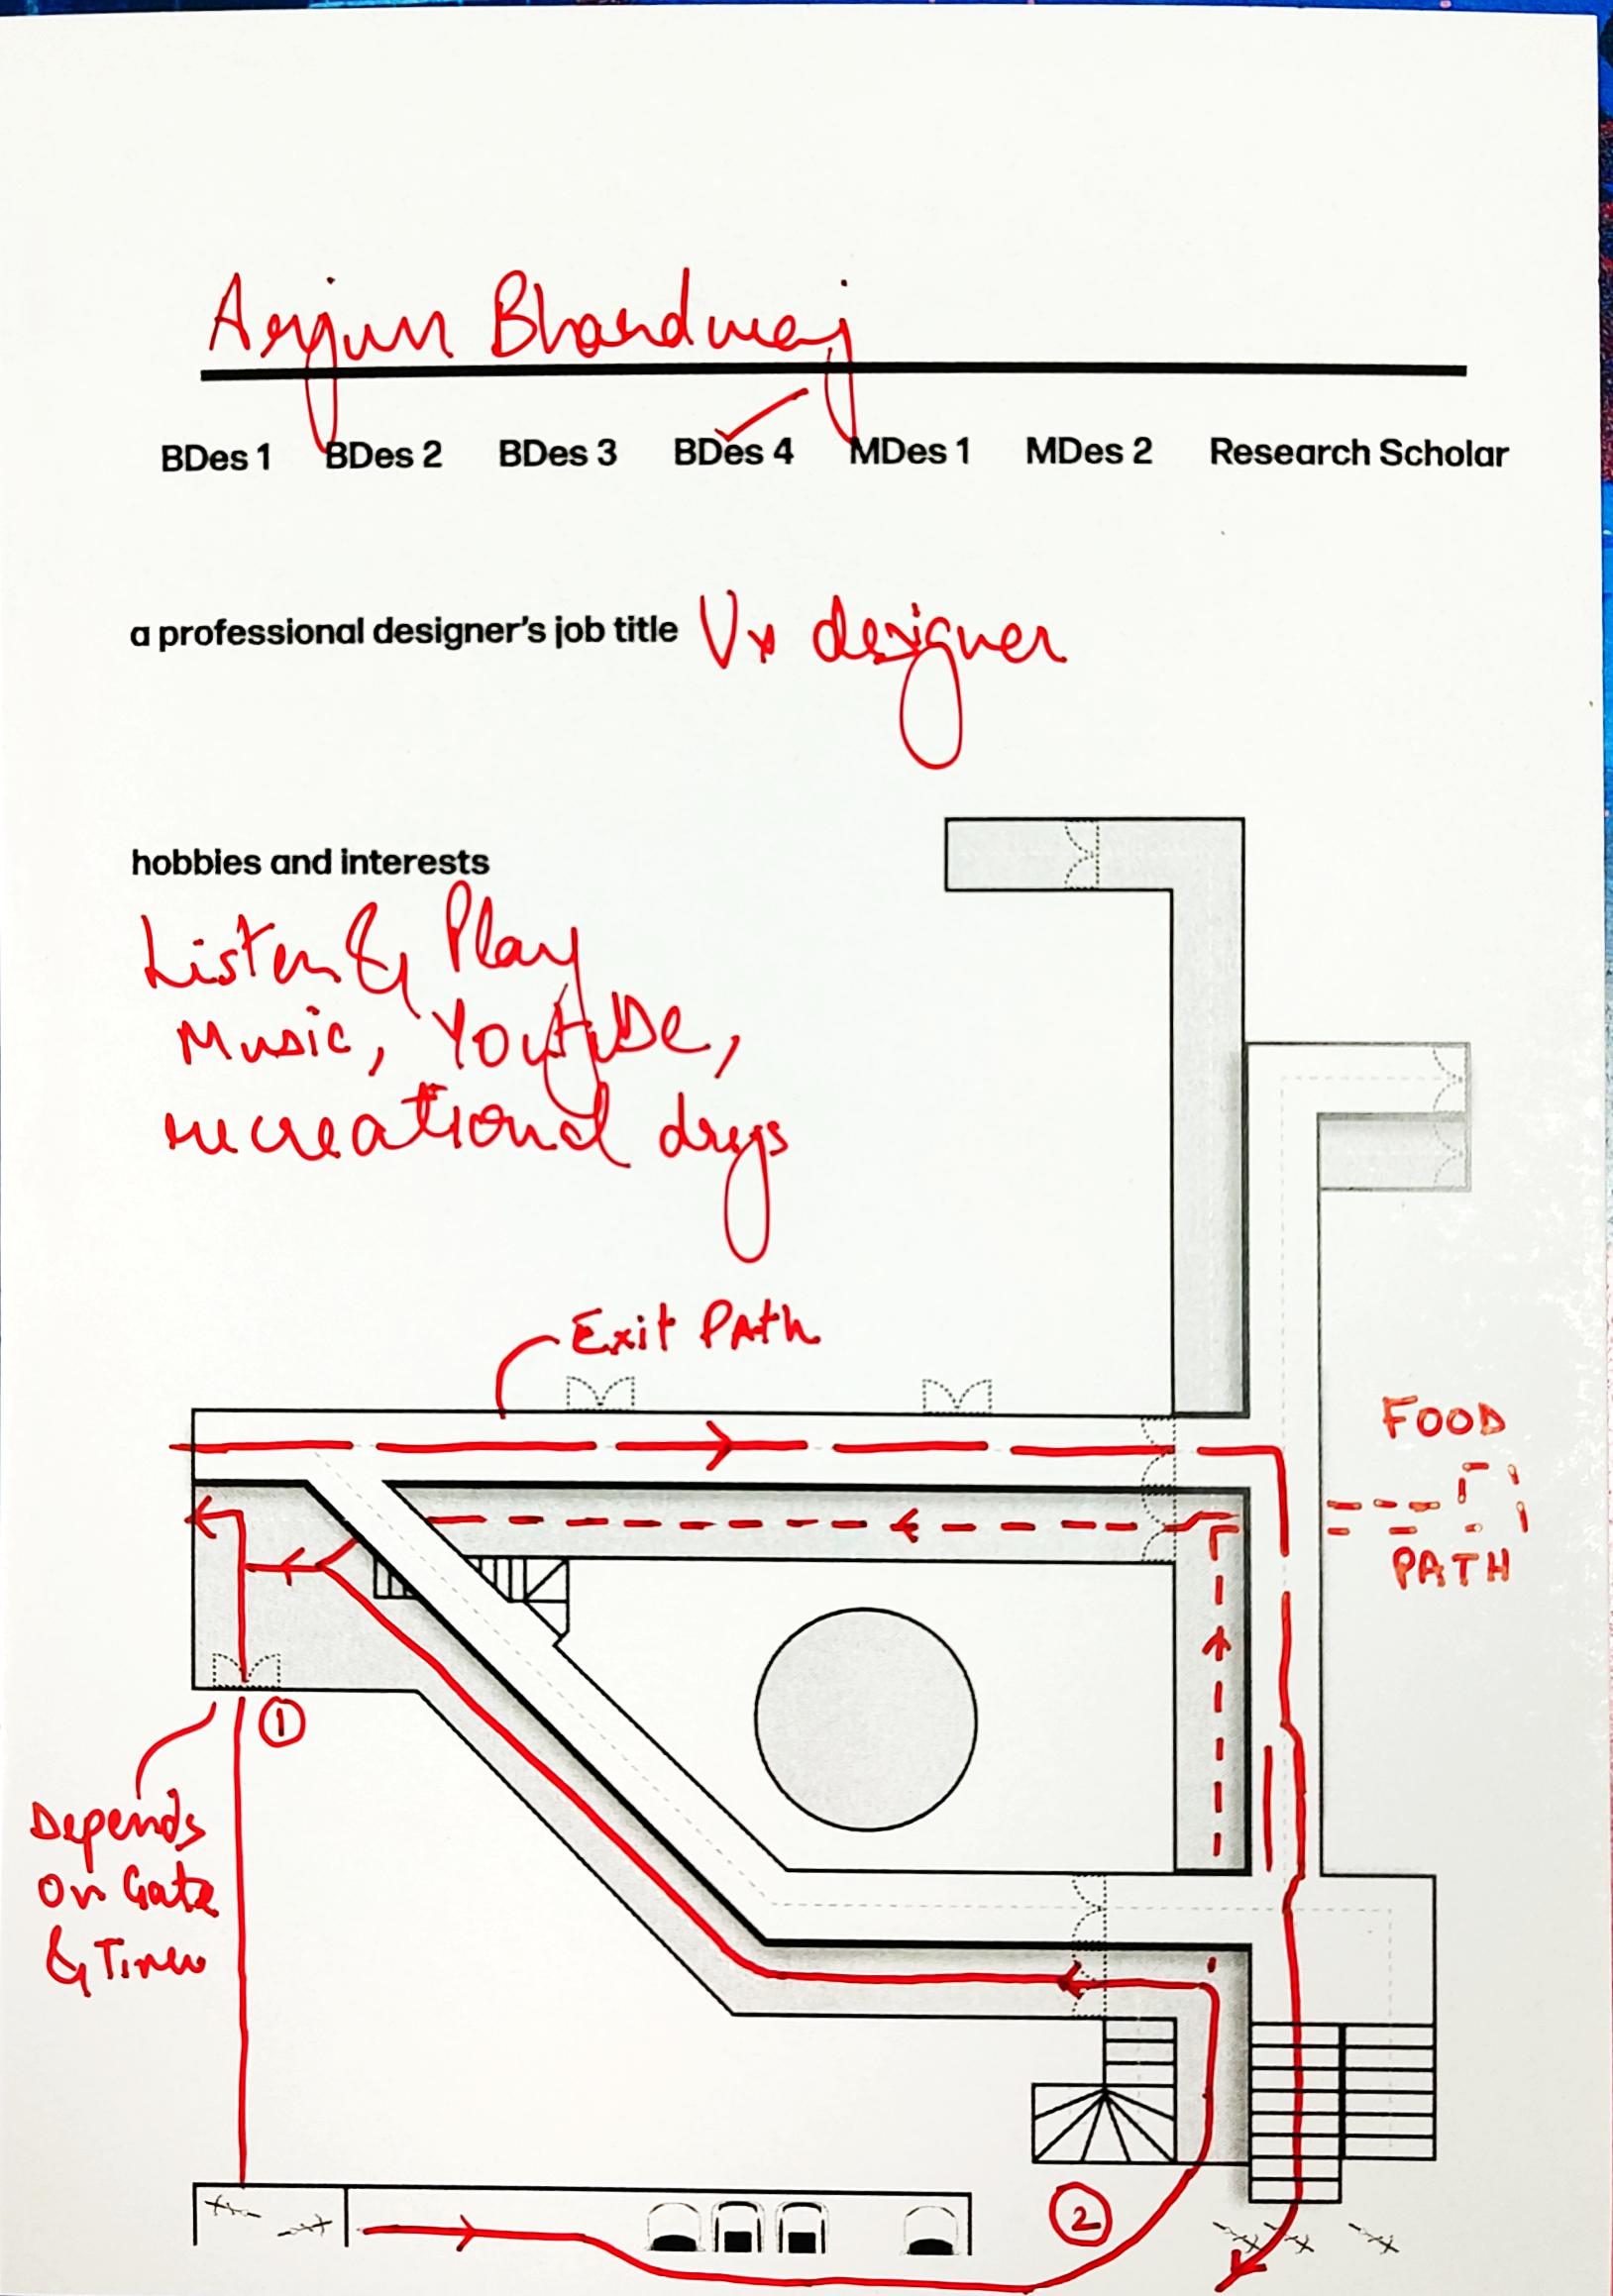 Arjun Bhardwaj
BDes 1 BDes 2 BDes 3 BDes 4 MDes 1 MDes 2 Research Scholar
a professional designer's job title Ux designer
hobbies and interests
Listen & Play
Music, Youtube,
recreational drugs
Exit Path
FOOD
PATH
1
Depends
On Gate
& Time
2